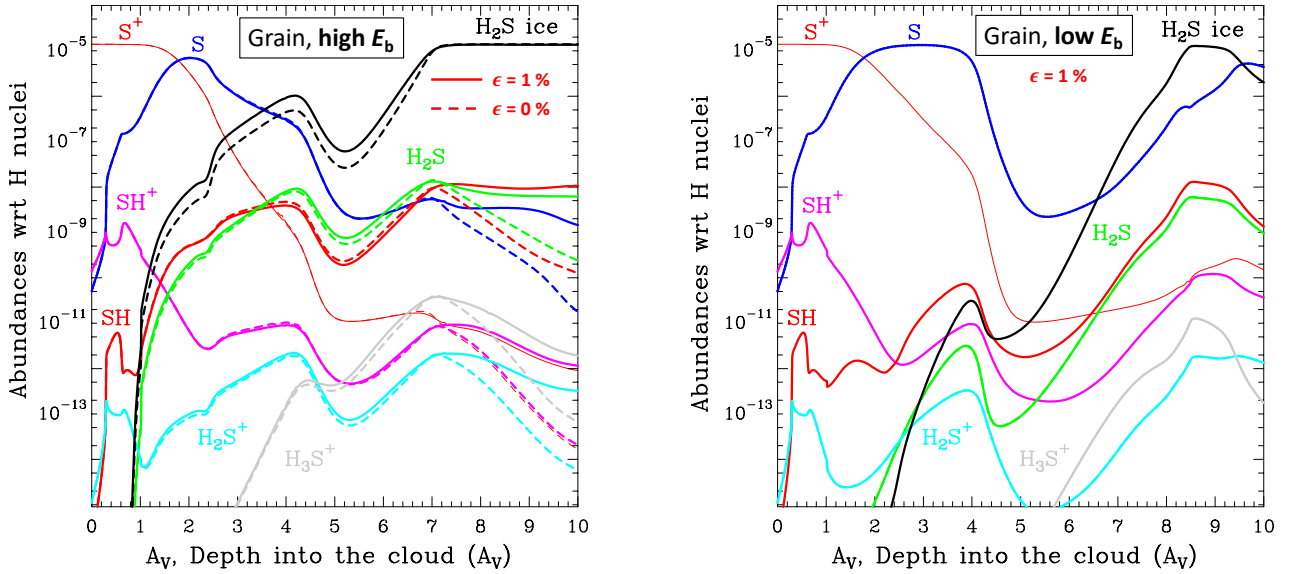 Grain, high Eb
H2S ice
S+
S
ϵ = 1 %
ϵ = 0 %
H2S
SH+
SH
H2S+
H3S+
Abundances wrt H nuclei
10−5
10−7
10−9
10−11
10−13
0 1 2 3 4 5 6 7 8 9 10
AV, Depth into the cloud (AV)
Grain, low Eb
H2S ice
S+
S
ϵ = 1 %
SH+
H2S
SH
H2S+
H3S+
Abundances wrt H nuclei
10−5
10−7
10−9
10−11
10−13
0 1 2 3 4 5 6 7 8 9 10
AV, Depth into the cloud (AV)